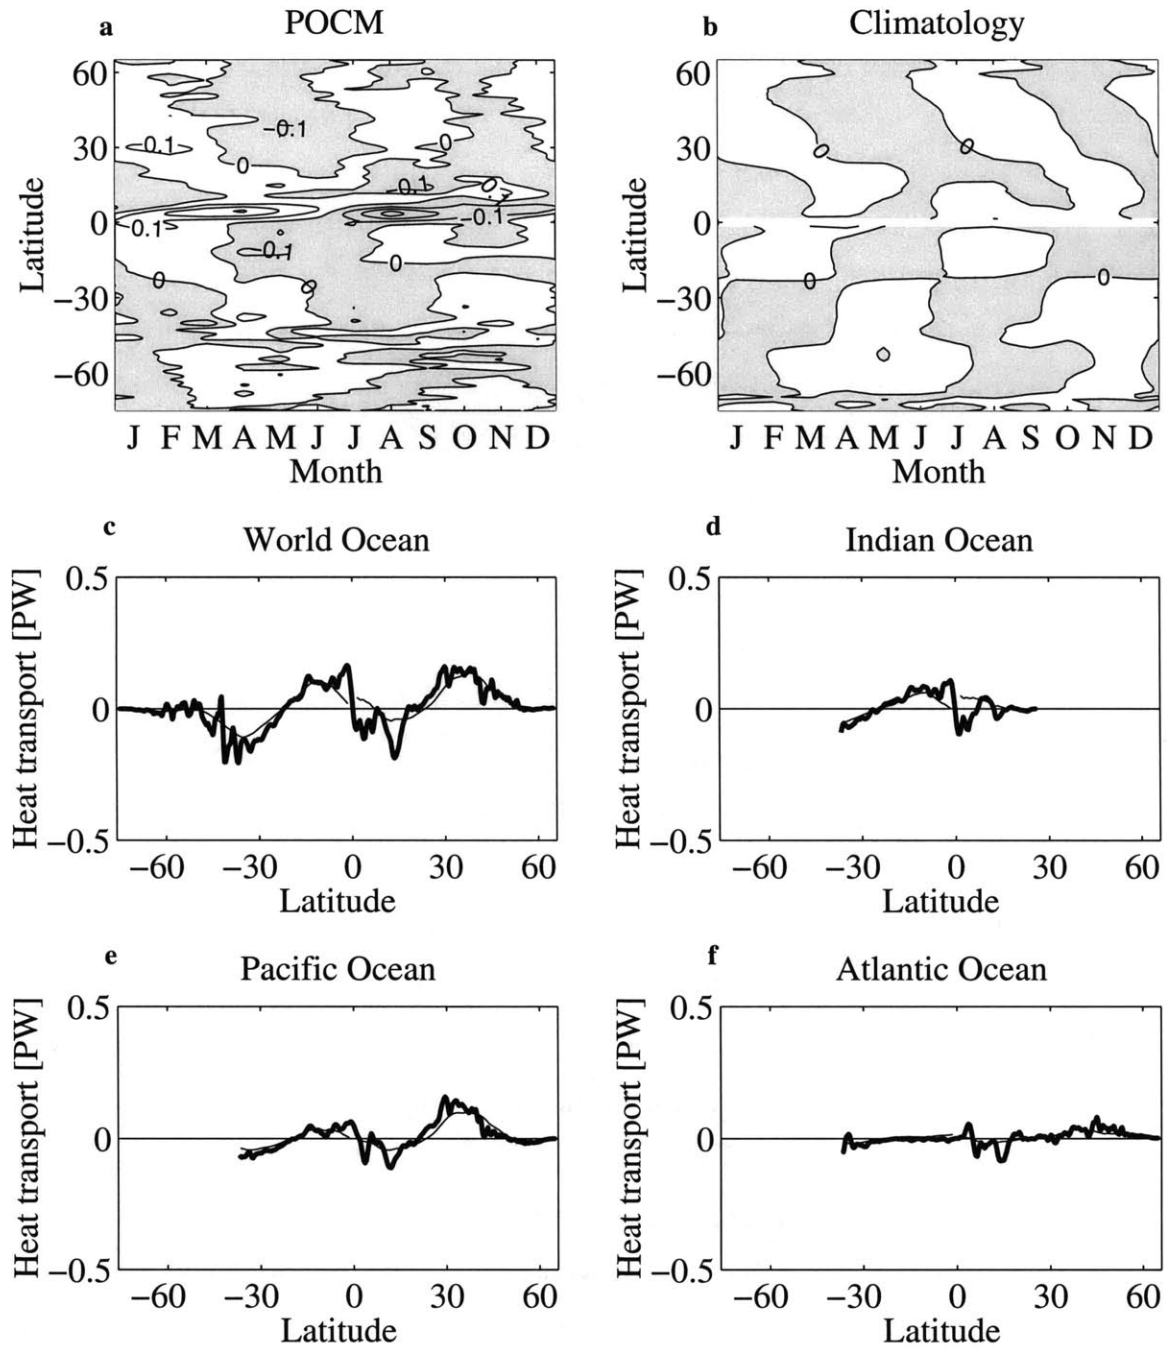 a POCM
b Climatology
60
30
0
−30
−60
Latitude
−0.1
−0.1
0
0
0
−0.1
−0.1
−0.1
−0.1
0
0
0
J F M A M J J A S O N D
Month
60
30
0
−30
−60
Latitude
0
0
0
0
J F M A M J J A S O N D
Month
c World Ocean
0.5
0
−0.5
Heat transport [PW]
−60 −30 0 30 60
Latitude
d Indian Ocean
0.5
0
−0.5
Heat transport [PW]
−60 −30 0 30 60
Latitude
e Pacific Ocean
0.5
0
−0.5
Heat transport [PW]
−60 −30 0 30 60
Latitude
f Atlantic Ocean
0.5
0
−0.5
Heat transport [PW]
−60 −30 0 30 60
Latitude